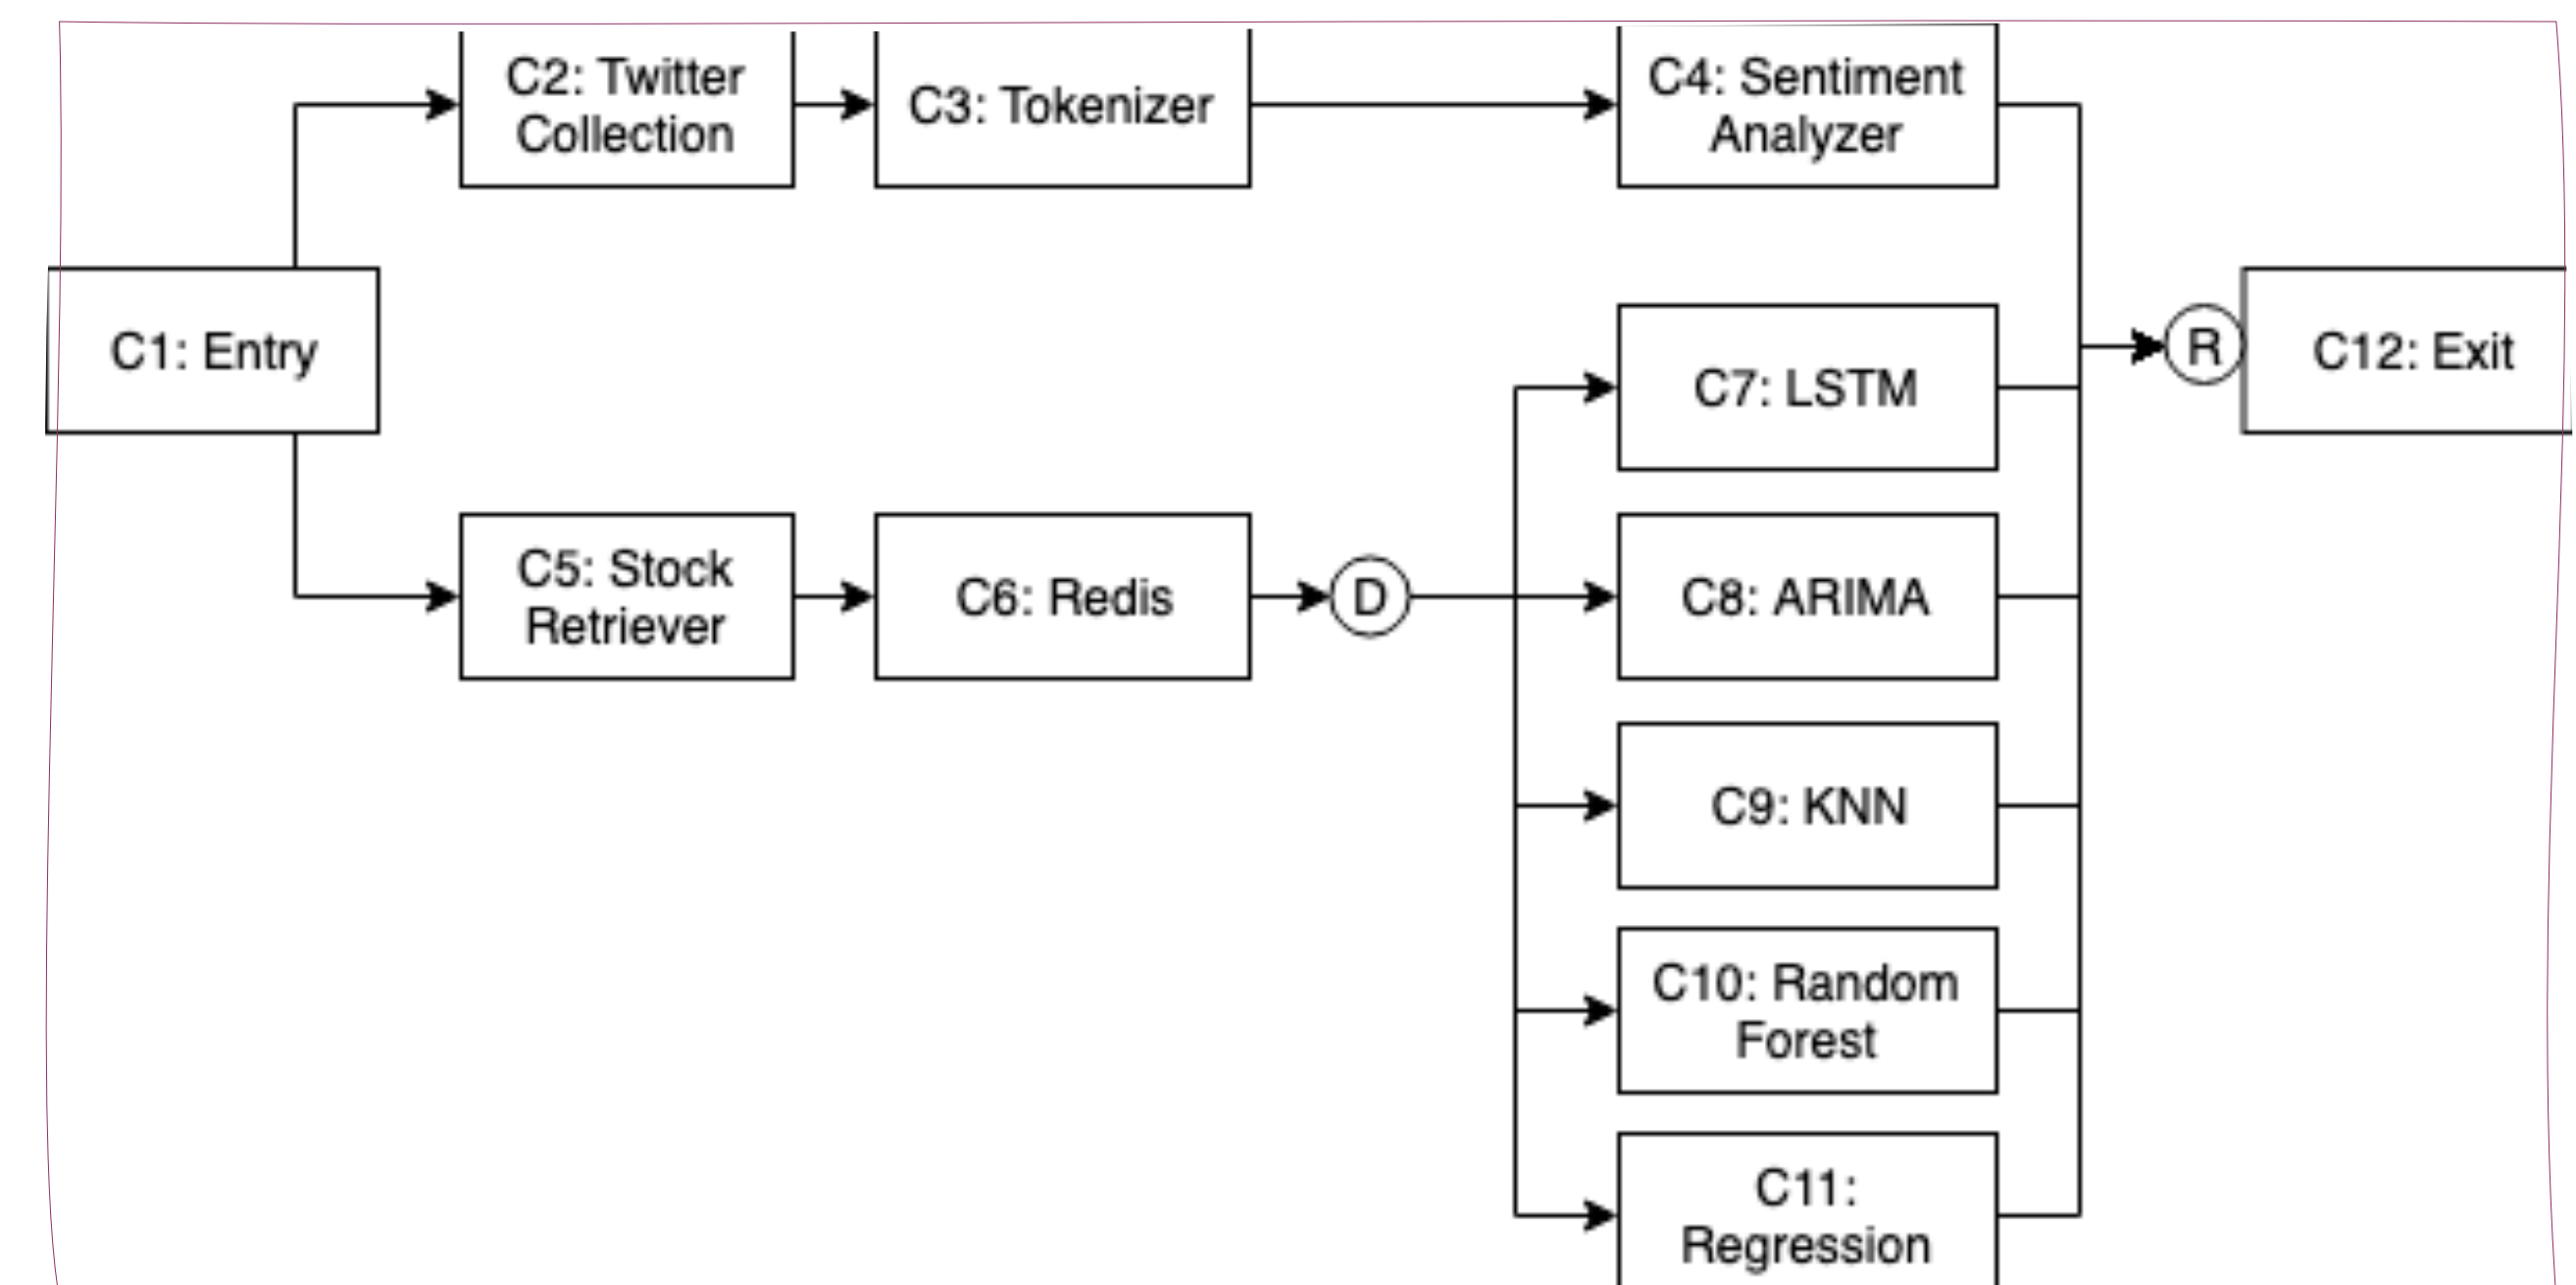 C2: Twitter
Collection
C3: Tokenizer
C4: Sentiment
Analyzer
C1: Entry
C7: LSTM
R
C12: Exit
C5: Stock
Retriever
C6: Redis
D
C8: ARIMA
C9: KNN
C10: Random
Forest
C11:
Regression